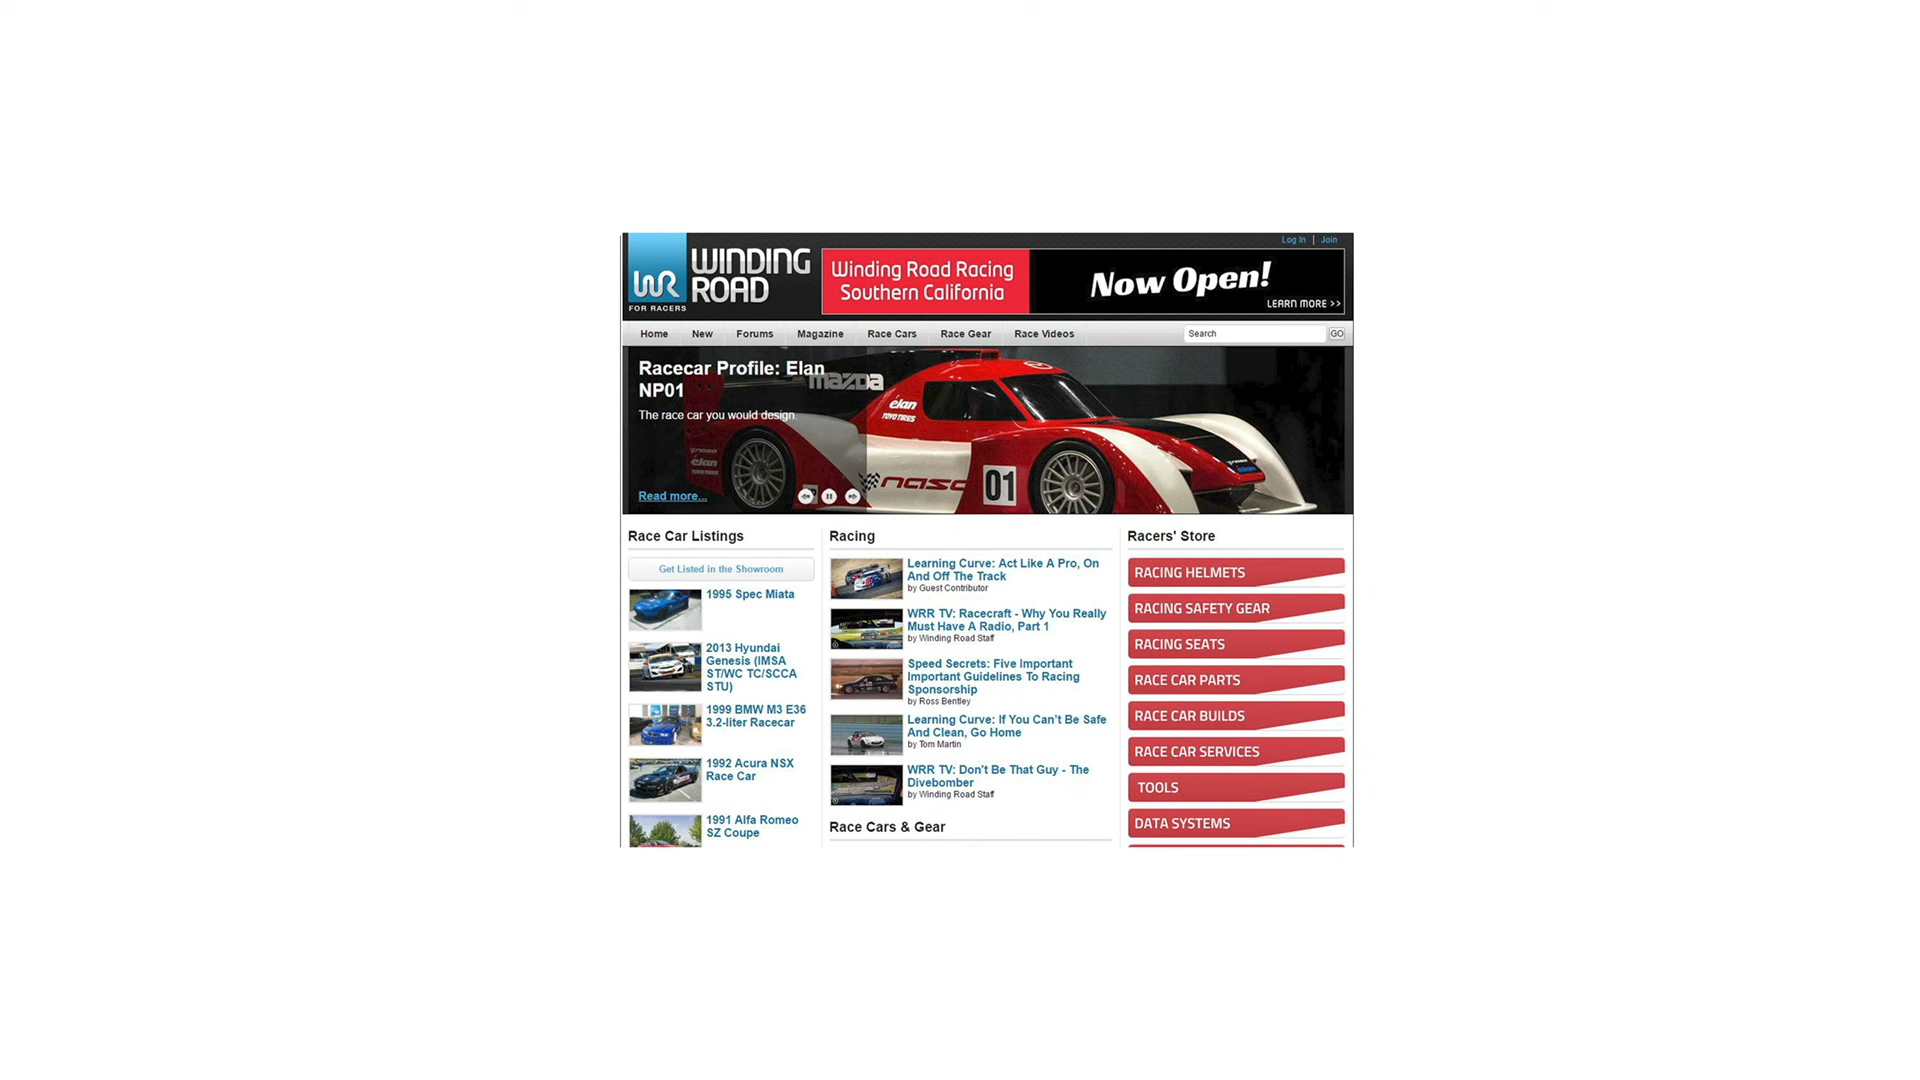 Log In | Join
WR
FOR RACERS
WINDING
ROAD
Winding Road Racing
Southern California
Now Open!
LEARN MORE >>
Home New Forums Magazine Race Cars Race Gear Race Videos
Search GO
Racecar Profile: Elan
NP01
The race car you would design.
Read more...
mazda
élan
TOYO TIRES
élan
nasa
01
Race Car Listings
Get Listed in the Showroom
1995 Spec Miata
2013 Hyundai
Genesis (IMSA
ST/WC TC/SCCA
STU)
1999 BMW M3 E36
3.2-liter Racecar
1992 Acura NSX
Race Car
1991 Alfa Romeo
SZ Coupe
Racing
Learning Curve: Act Like A Pro, On
And Off The Track
by Guest Contributor
WRR TV: Racecraft - Why You Really
Must Have A Radio, Part 1
by Winding Road Staff
Speed Secrets: Five Important
Important Guidelines To Racing
Sponsorship
by Ross Bentley
Learning Curve: If You Can't Be Safe
And Clean, Go Home
by Tom Martin
WRR TV: Don't Be That Guy - The
Divebomber
by Winding Road Staff
Race Cars & Gear
Racers' Store
RACING HELMETS
RACING SAFETY GEAR
RACING SEATS
RACE CAR PARTS
RACE CAR BUILDS
RACE CAR SERVICES
TOOLS
DATA SYSTEMS